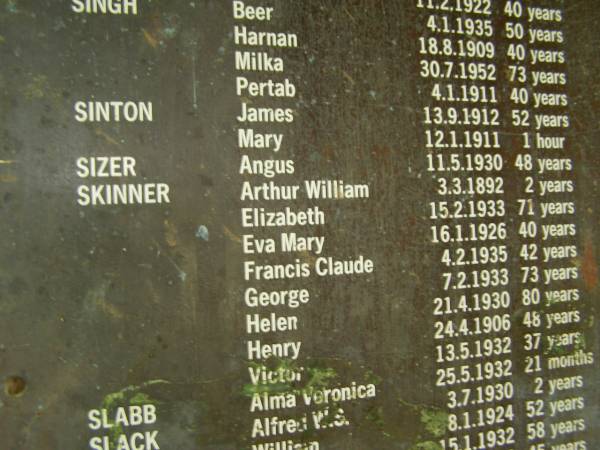 11.2.1922 40 years
SINGH Beer 4.1.1935 50 years
Harnan 18.8.1909 40 years
Milka 30.7.1952 73 years
Pertab 4.1.1911 40 years
SINTON James 13.9.1912 52 years
Mary 12.1.1911 1 hour
SIZER Angus 11.5.1930 48 years
SKINNER Arthur William 3.3.1892 2 years
Elizabeth 15.2.1933 71 years
Eva Mary 16.1.1926 40 years
Francis Claude 4.2.1935 42 years
George 7.2.1933 73 years
Helen 21.4.1930 80 years
Henry 24.4.1906 48 years
Victor 13.5.1932 37 years
SLABB Alma Veronica 25.5.1932 21 months
SLACK Alfred W.S. 3.7.1930 2 years
William 8.1.1924 52 years
15.1.1932 58 years
years